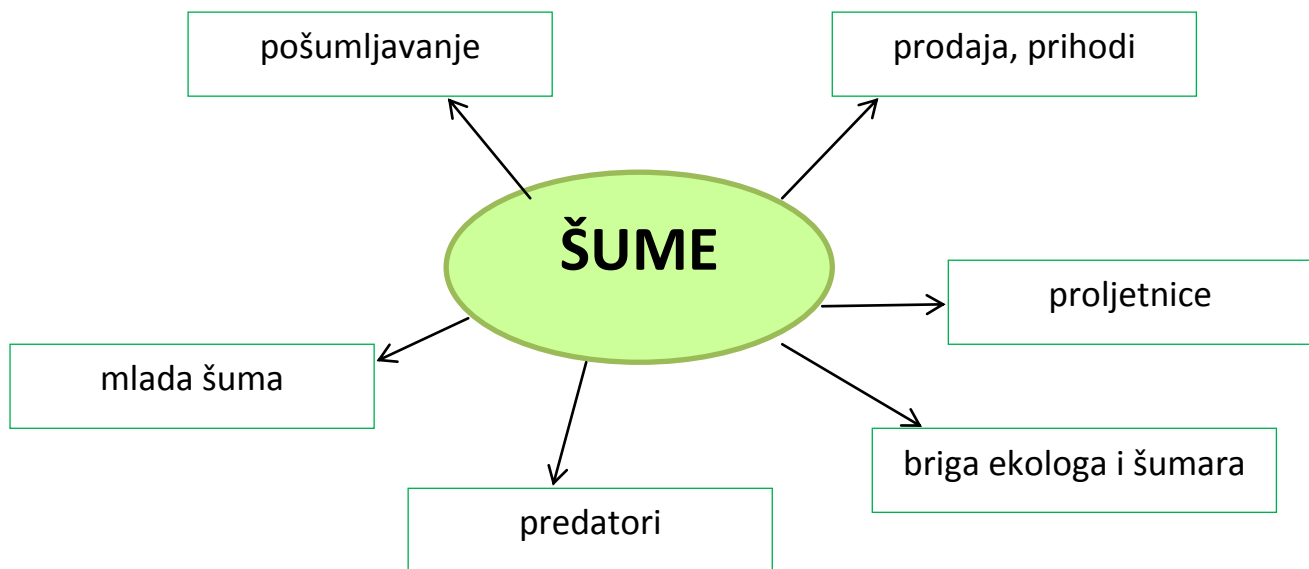 pošumljavanje
prodaja, prihodi
ŠUME
proljetnice
mlada šuma
briga ekologa i šumara
predatori